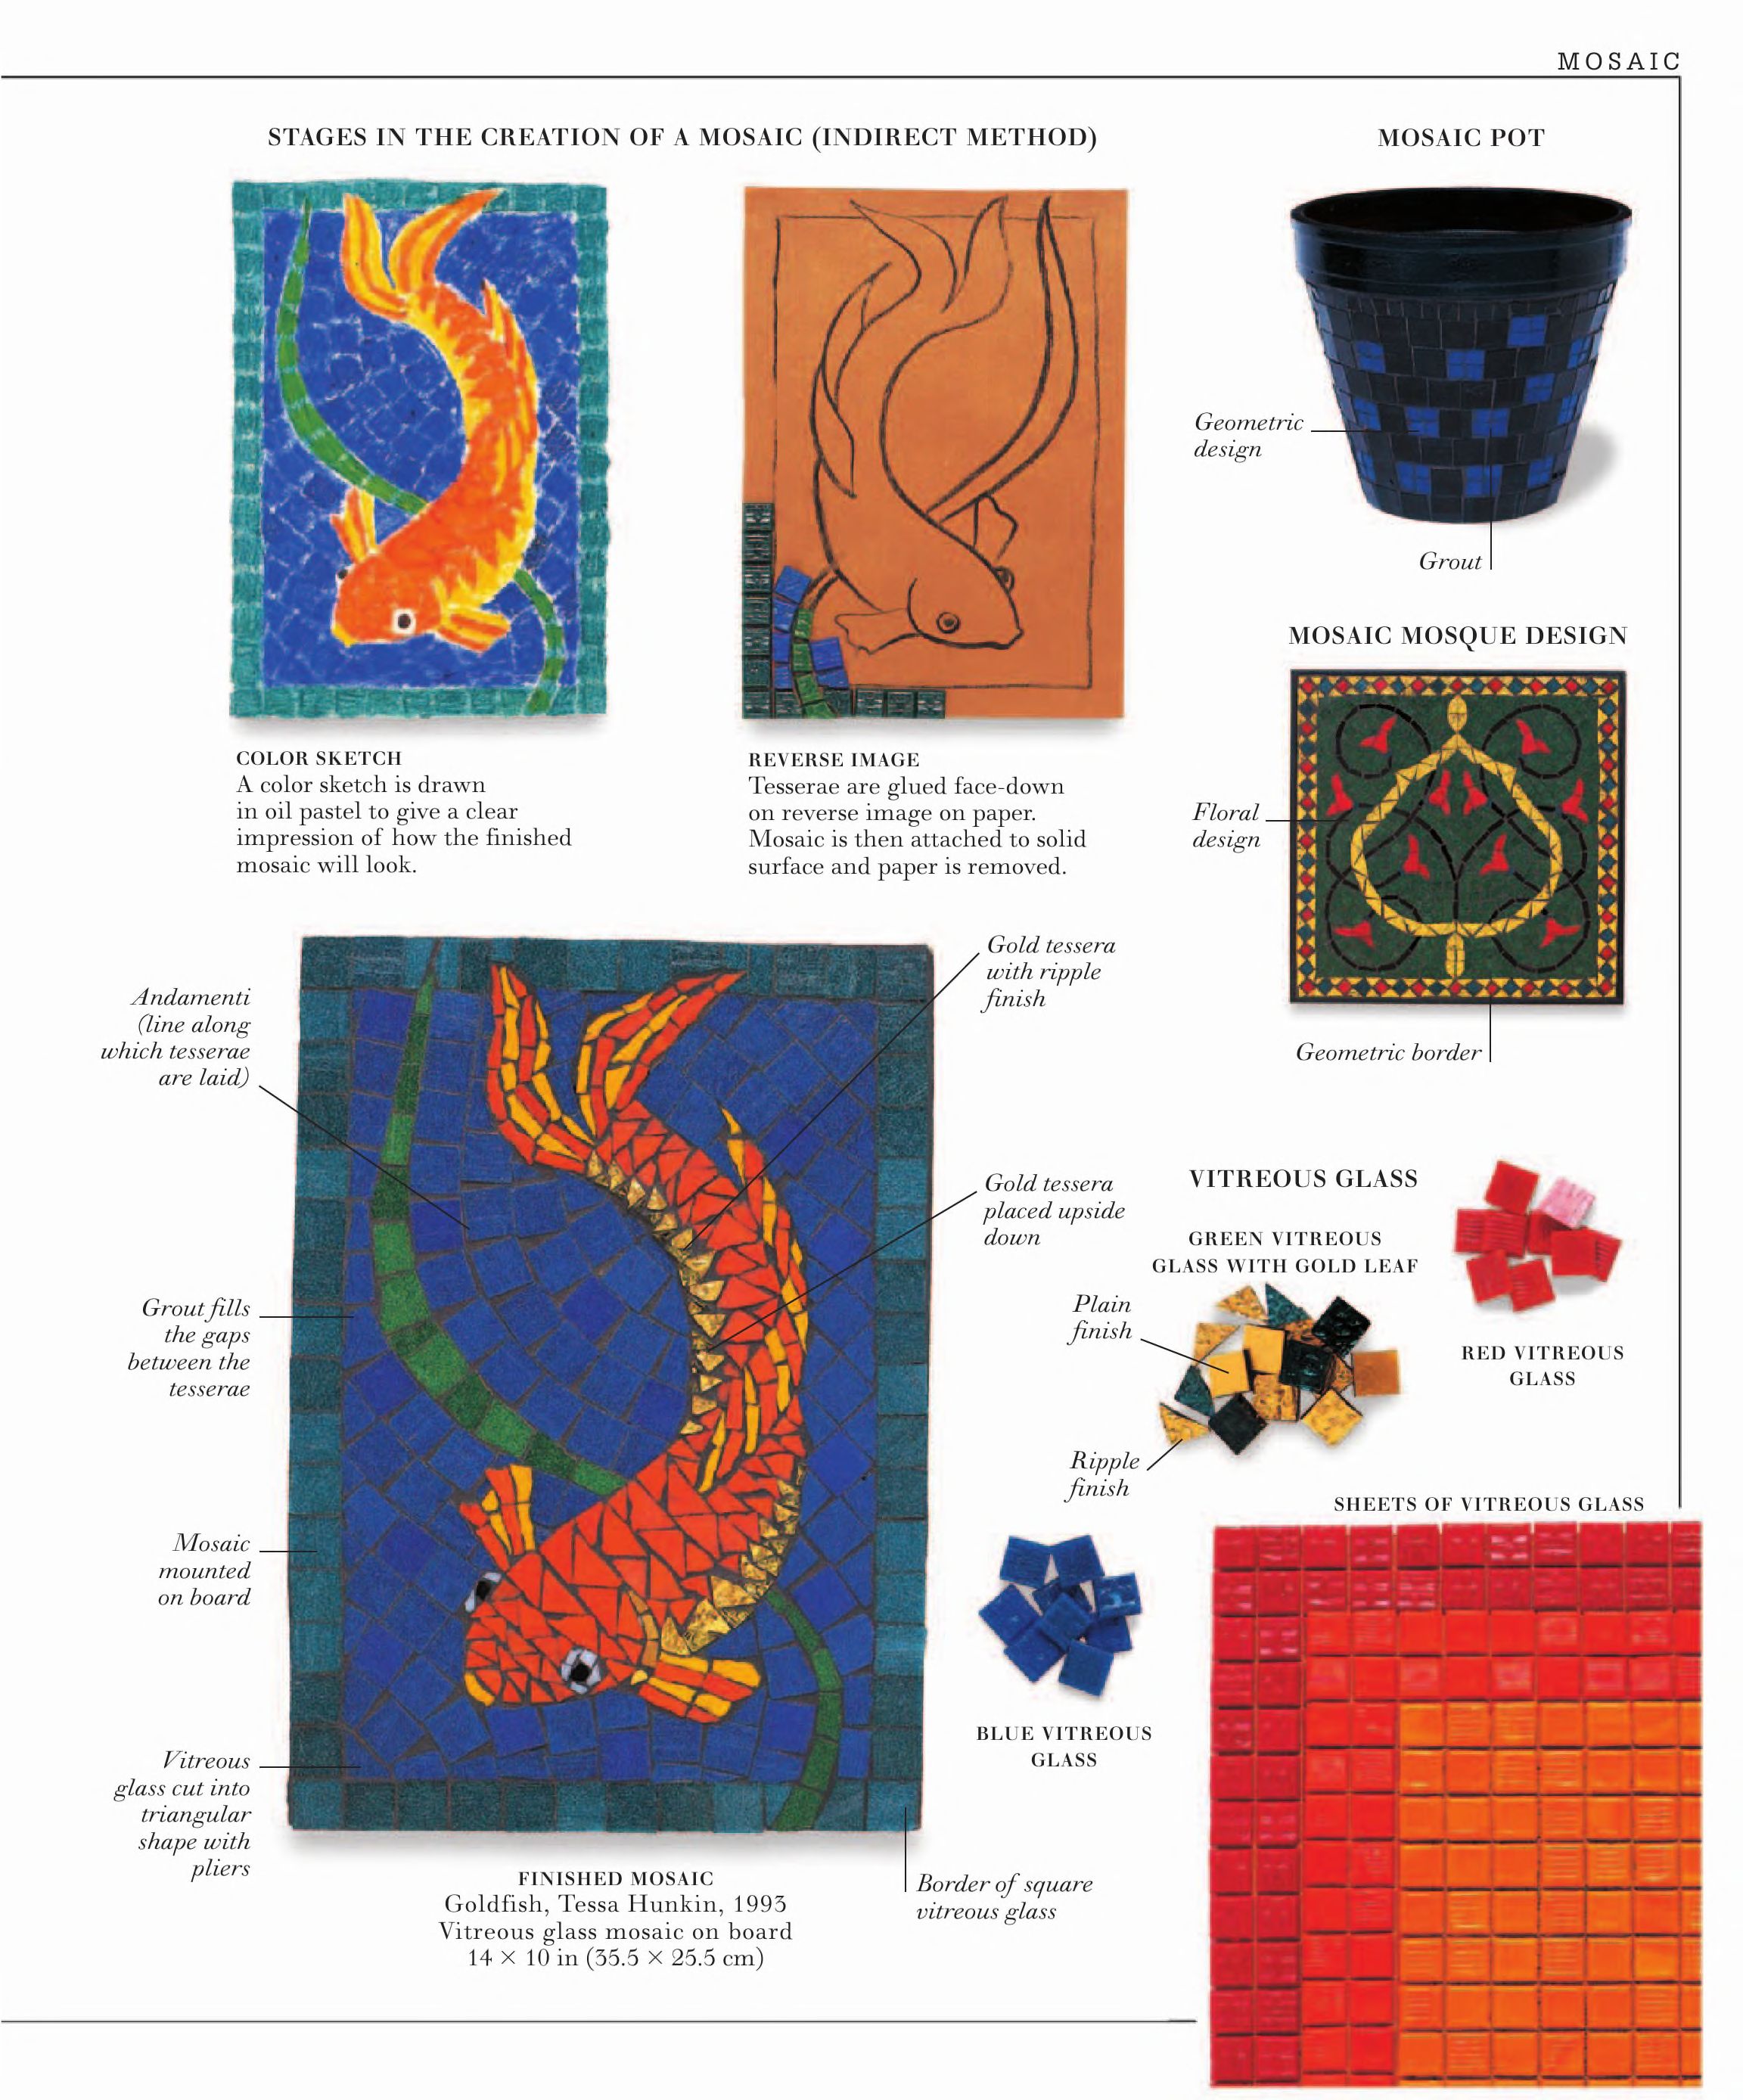 MOSAIC
STAGES IN THE CREATION OF A MOSAIC (INDIRECT METHOD)
COLOR SKETCH
A color sketch is drawn
in oil pastel to give a clear
impression of how the finished
mosaic will look.
REVERSE IMAGE
Tesserae are glued face-down
on reverse image on paper.
Mosaic is then attached to solid
surface and paper is removed.
MOSAIC POT
Geometric
design
Grout
MOSAIC MOSQUE DESIGN
Floral
design
Geometric border
Andamenti
(line along
which tesserae
are laid)
Grout fills
the gaps
between the
tesserae
Mosaic
mounted
on board
Vitreous
glass cut into
triangular
shape with
pliers
Gold tessera
with ripple
finish
Gold tessera
placed upside
down
FINISHED MOSAIC
Goldfish, Tessa Hunkin, 1993
Vitreous glass mosaic on board
14 × 10 in (35.5 × 25.5 cm)
Border of square
vitreous glass
VITREOUS GLASS
GREEN VITREOUS
GLASS WITH GOLD LEAF
Plain
finish
Ripple
finish
RED VITREOUS
GLASS
BLUE VITREOUS
GLASS
SHEETS OF VITREOUS GLASS